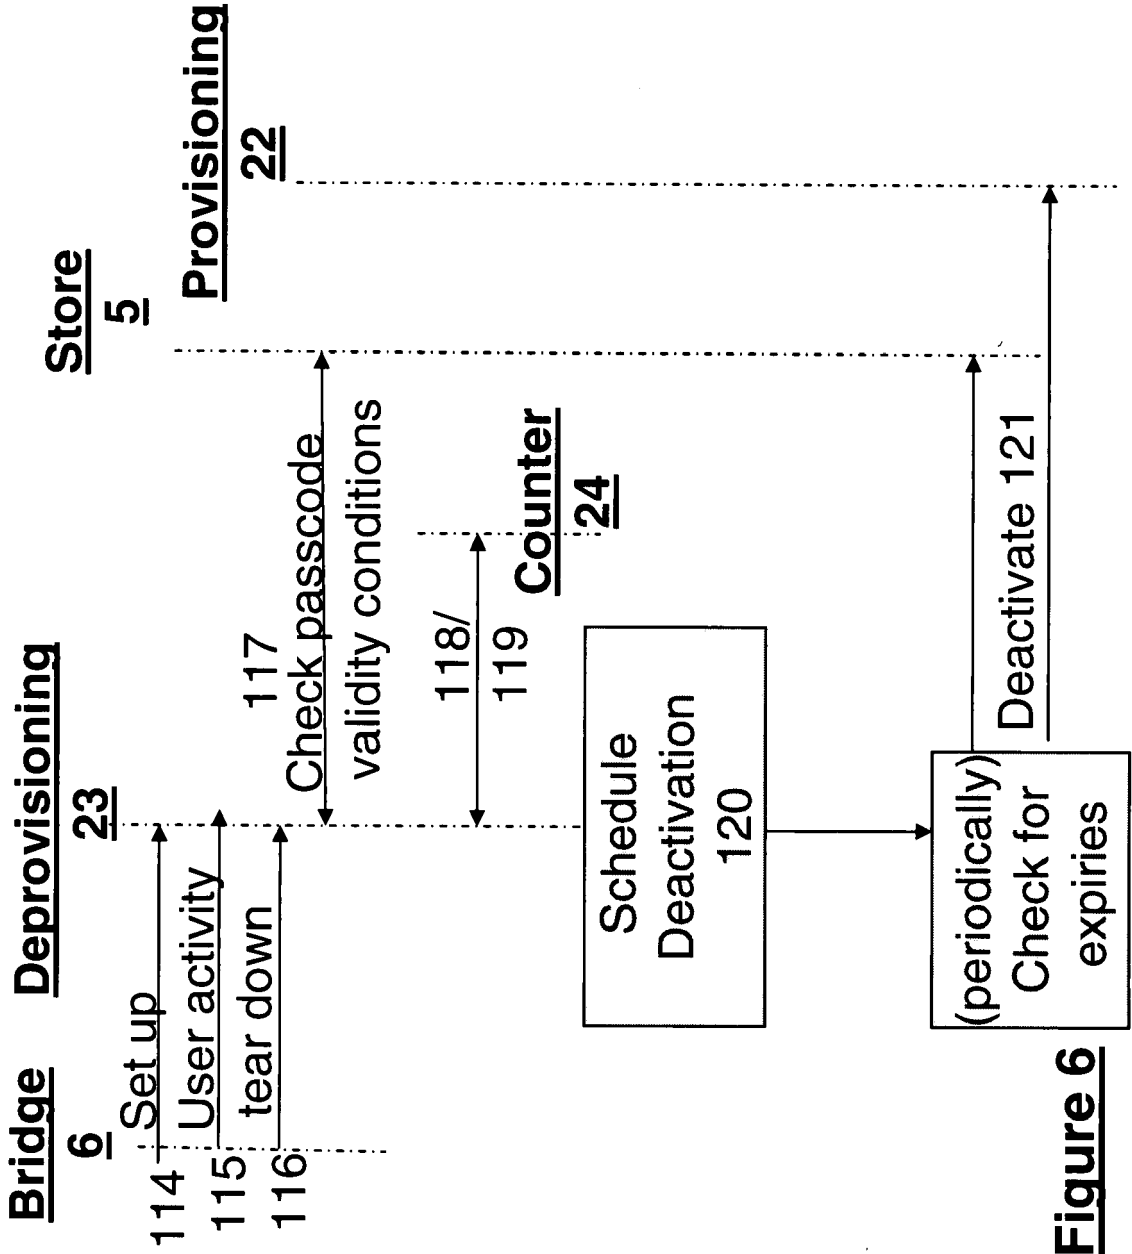 Bridge
6
Deprovisioning
23
Store
5
Provisioning
22
114
Set up
115
User activity
116
tear down
117
Check passcode
validity conditions
118/
119
Counter
24
Schedule
Deactivation
120
(periodically)
Check for
expiries
Deactivate 121
Figure 6